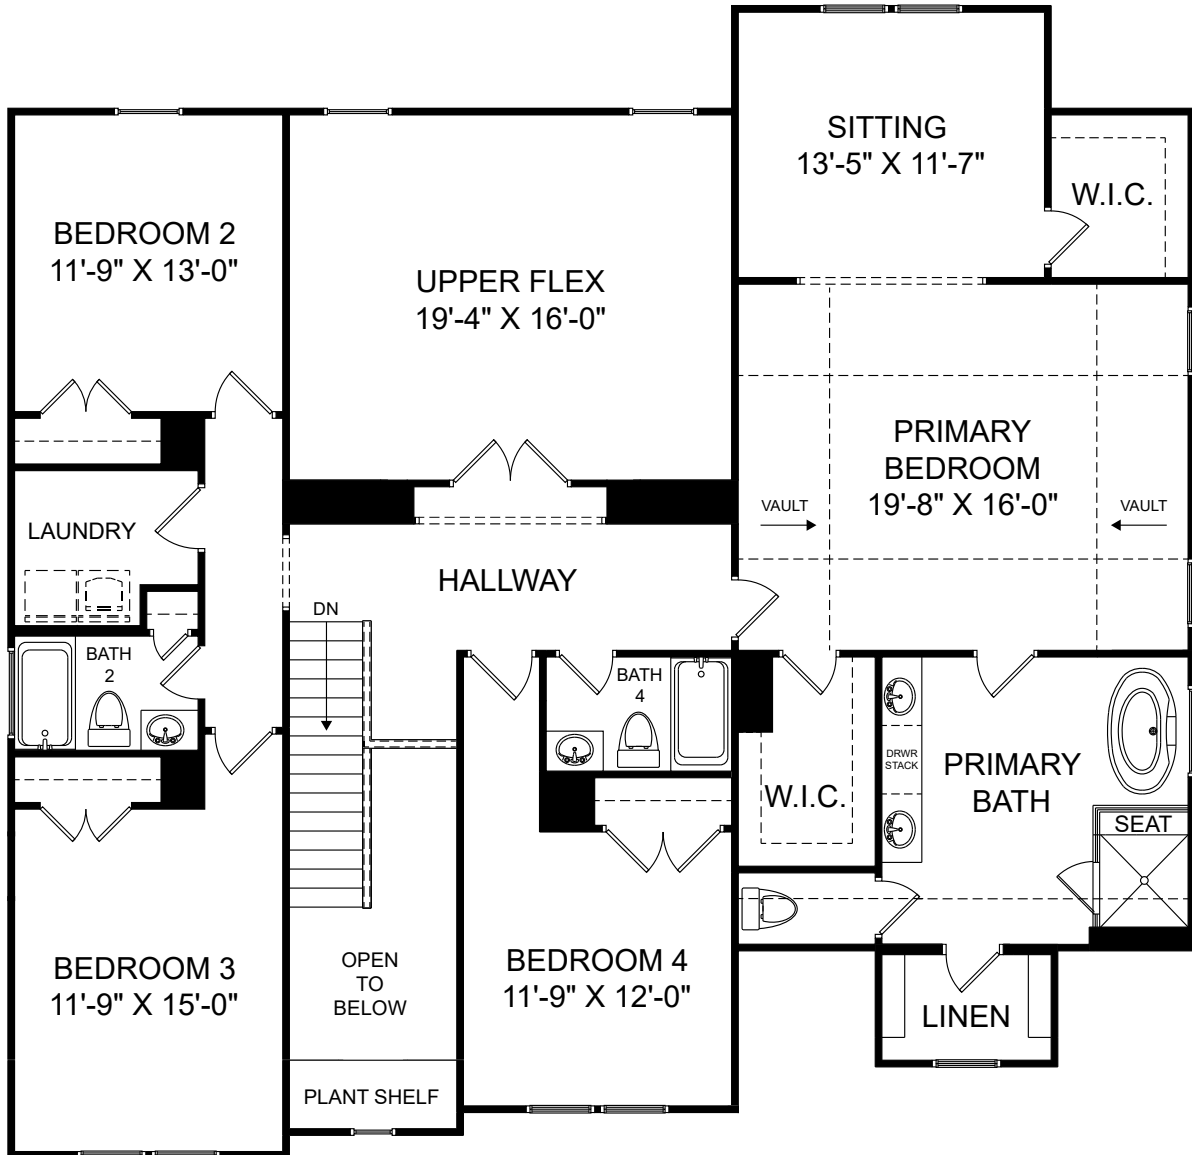 SITTING
13'-5" X 11'-7"
W.I.C.
BEDROOM 2
11'-9" X 13'-0"
UPPER FLEX
19'-4" X 16'-0"
PRIMARY
BEDROOM
19'-8" X 16'-0"
VAULT
VAULT
LAUNDRY
HALLWAY
DN
BATH
2
BATH
4
DRWR
STACK
PRIMARY
BATH
W.I.C.
SEAT
BEDROOM 3
11'-9" X 15'-0"
OPEN
TO
BELOW
BEDROOM 4
11'-9" X 12'-0"
LINEN
PLANT SHELF